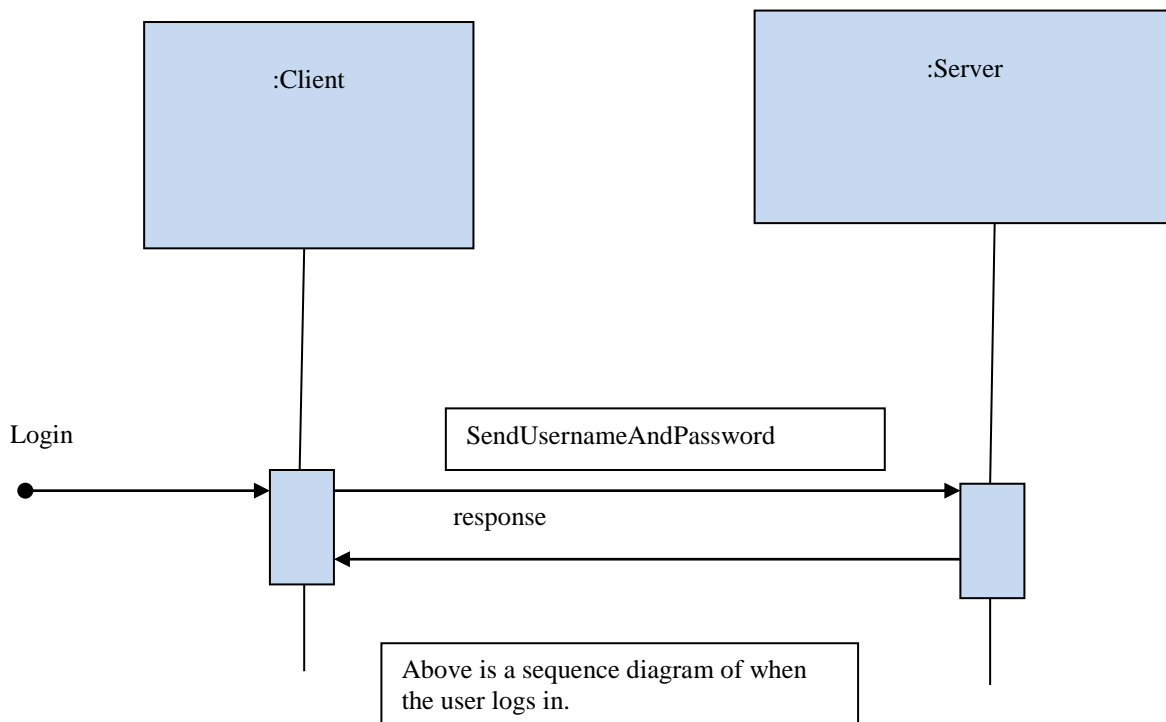 :Client
:Server
Login
SendUsernameAndPassword
response
Above is a sequence diagram of when
the user logs in.